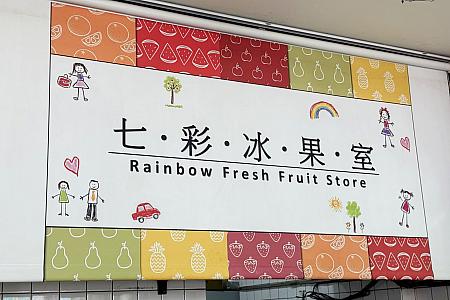 七·彩·冰·果·室
Rainbow Fresh Fruit Store